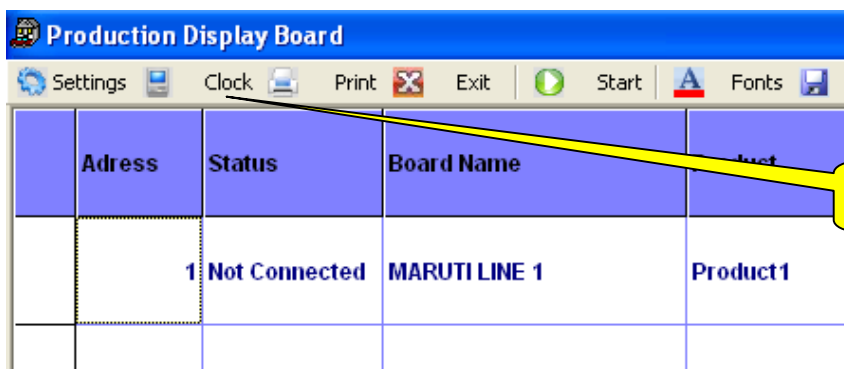 Production Display Board
Settings Clock Print Exit Start Fonts
Adress Status Board Name Product
1 Not Connected MARUTI LINE 1 Product1